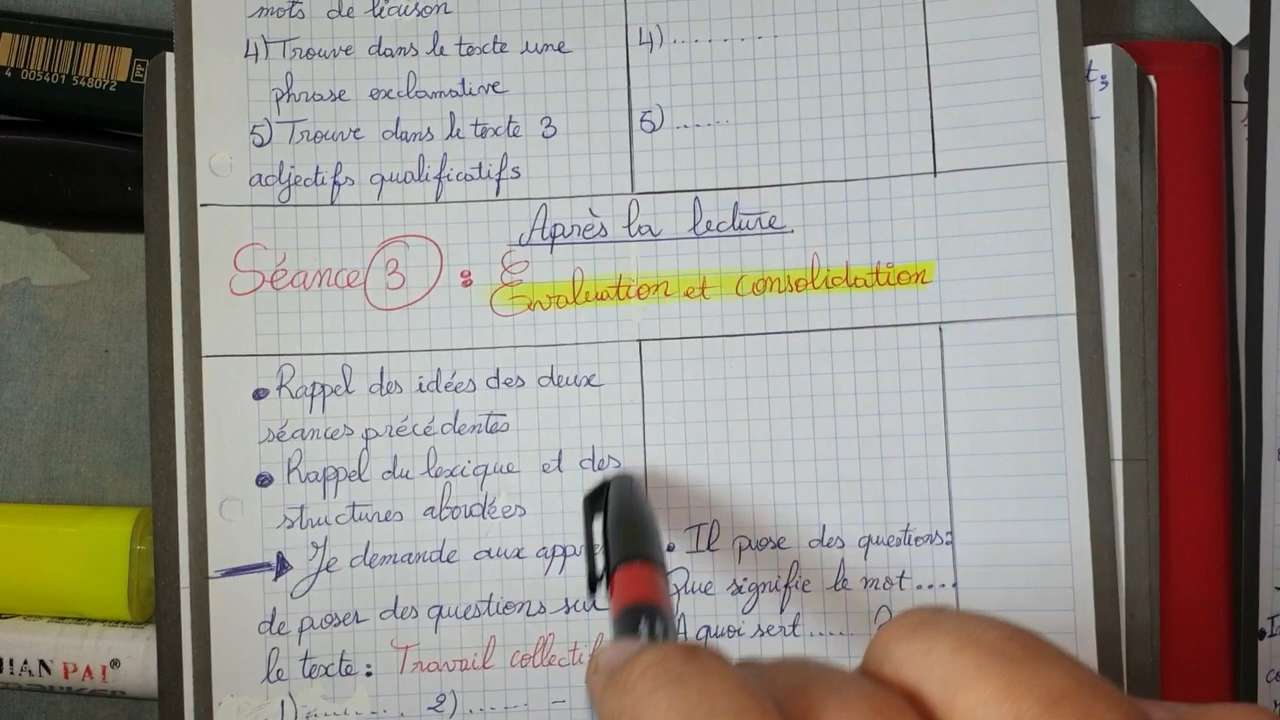 mots de liaison
4) Trouve dans le texte une
phrase exclamative
5) Trouve dans le texte 3
adjectifs qualificatifs
4).........
5)......
Après la lecture
Séance 3 : Evaluation et consolidation
• Rappel des idées des deux
séances précédentes
• Rappel du lexique et des
structures abordées
→ Je demande aux
de poser des questions sur
le texte : Travail
1)........ 2)...... -
• Il pose des questions:
Que signifie le mot ....
A quoi sert ..... ?
4 005401 548072
PP
PAI®
t;